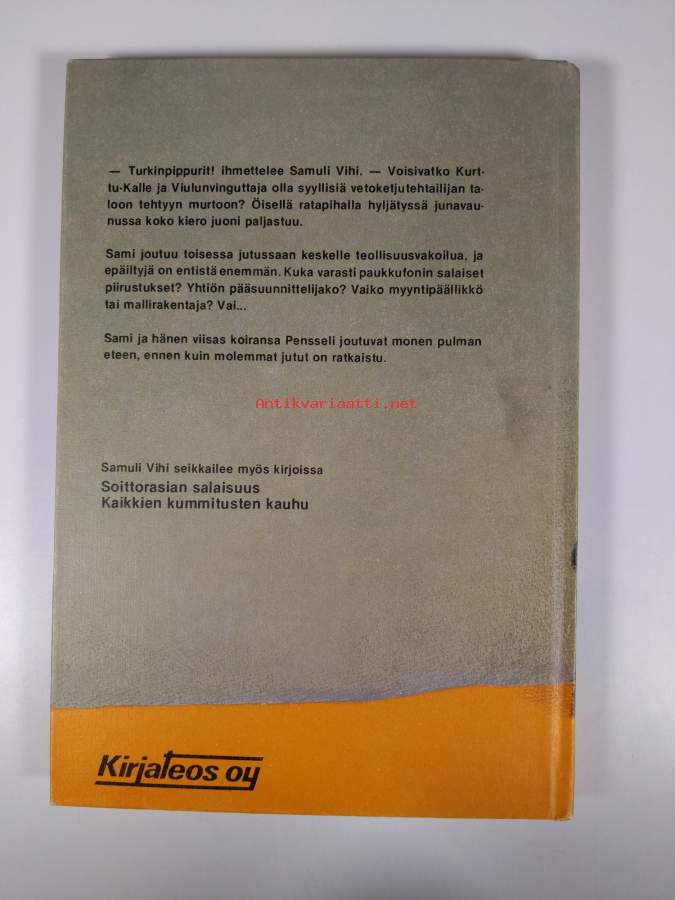 — Turkinpippurit! ihmettelee Samuli Vihi. — Voisivatko Kurt-
tu-Kalle ja Viulunvinguttaja olla syyllisiä vetoketjutehtailijan ta-
loon tehtyyn murtoon? Öisellä ratapihalla hyljätyssä junavau-
nussa koko kiero juoni paljastuu.
Sami joutuu toisessa jutussaan keskelle teollisuusvakoilua, ja
epäiltyjä on entistä enemmän. Kuka varasti paukkufonin salaiset
piirustukset? Yhtiön pääsuunnittelijako? Vaiko myyntipäällikkö
tai mallirakentaja? Vai...
Sami ja hänen viisas koiransa Pensseli joutuvat monen pulman
eteen, ennen kuin molemmat jutut on ratkaistu.
Antikvariaatti.net
Samuli Vihi seikkailee myös kirjoissa
Soittorasian salaisuus
Kaikkien kummitusten kauhu
Kirjateos oy